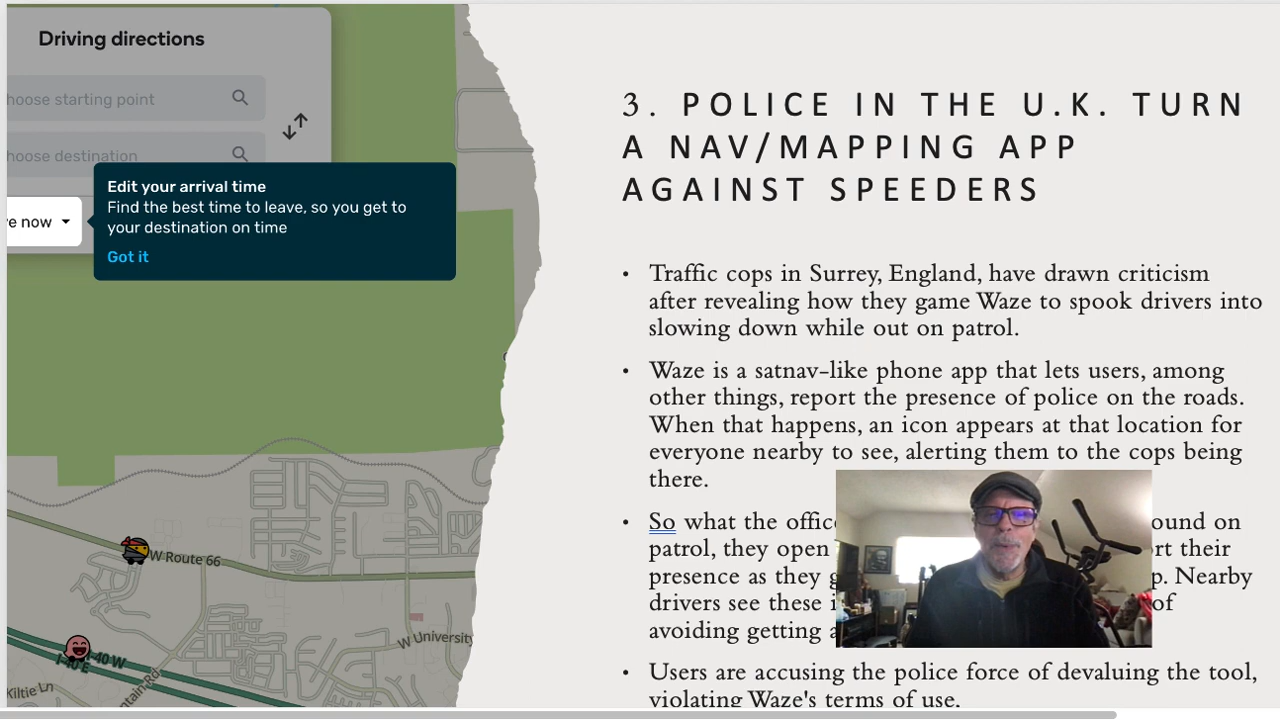 Driving directions
hoose starting point
hoose destination
Edit your arrival time
Find the best time to leave, so you get to
your destination on time
Got it
ve now
W Route 66
W University
I-40 W
I-40 E
Kiltie Ln
ntain Rd
3. POLICE IN THE U.K. TURN
A NAV/MAPPING APP
AGAINST SPEEDERS
• Traffic cops in Surrey, England, have drawn criticism
after revealing how they game Waze to spook drivers into
slowing down while out on patrol.
• Waze is a satnav-like phone app that lets users, among
other things, report the presence of police on the roads.
When that happens, an icon appears at that location for
everyone nearby to see, alerting them to the cops being
there.
• So what the offic ound on
patrol, they open rt their
presence as they g p. Nearby
drivers see these i of
avoiding getting a
• Users are accusing the police force of devaluing the tool,
violating Waze's terms of use.